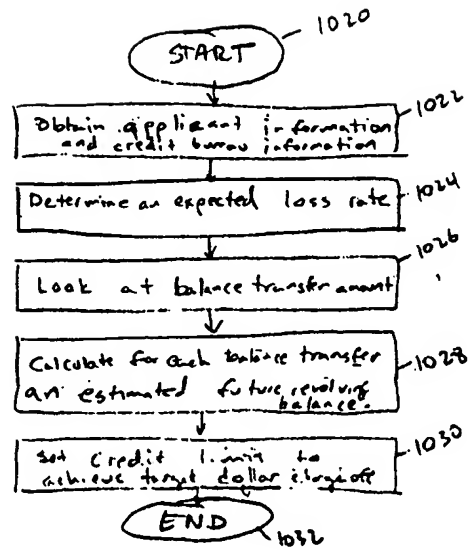 START
1020
Obtain applicant information
and credit bureau information
1022
Determine an expected loss rate
1024
Look at balance transfer amount
1026
Calculate for each balance transfer
an estimated future revolving
balance.
1028
Set Credit limit to
achieve target dollar chargeoff
1030
END
1032